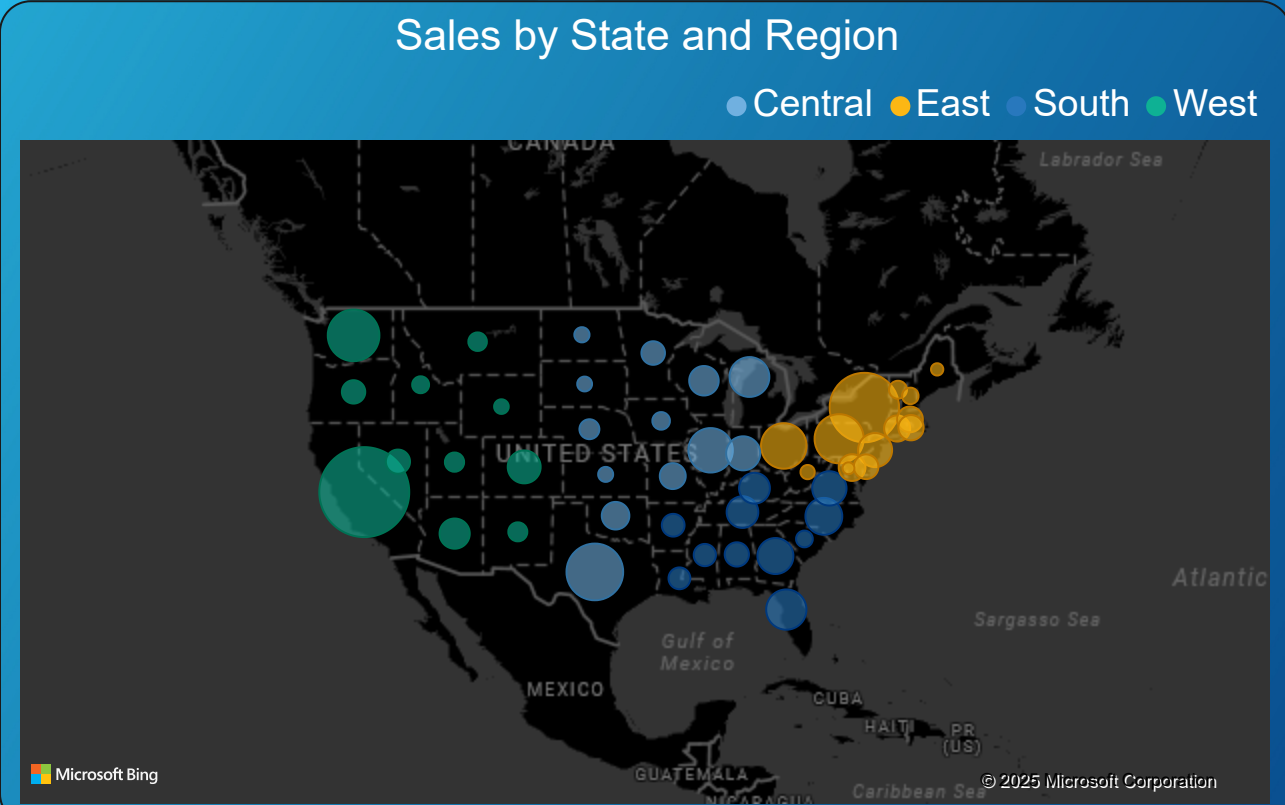 Sales by State and Region
Central East South West
CANADA
Labrador Sea
UNITED STATES
Atlantic
Sargasso Sea
Gulf of
Mexico
MEXICO
CUBA
HAITI
PR
(US)
GUATEMALA
Caribbean Sea
NICARAGUA
Microsoft Bing
© 2025 Microsoft Corporation